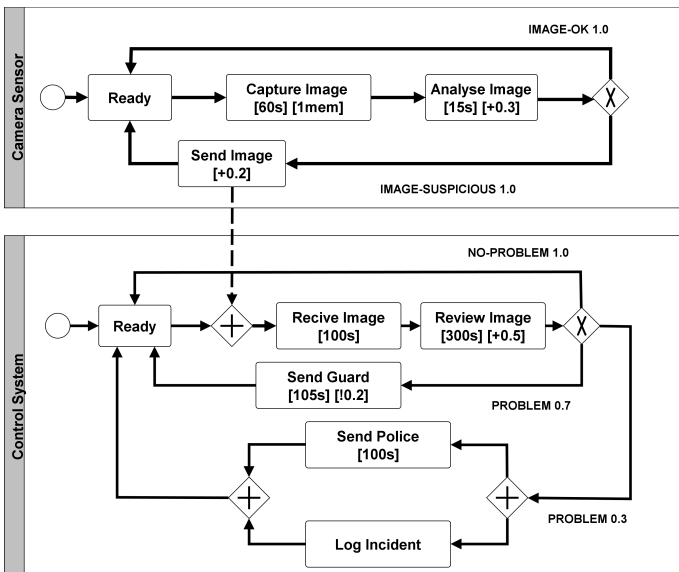 Camera Sensor
IMAGE-OK 1.0
Ready
Capture Image
[60s] [1mem]
Analyse Image
[15s] [+0.3]
X
Send Image
[+0.2]
IMAGE-SUSPICIOUS 1.0
Control System
NO-PROBLEM 1.0
Ready
Recive Image
[100s]
Review Image
[300s] [+0.5]
X
Send Guard
[105s] [!0.2]
PROBLEM 0.7
Send Police
[100s]
PROBLEM 0.3
Log Incident